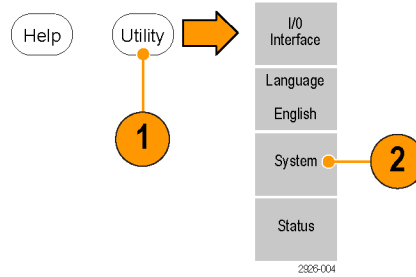 Help
Utility
I/O
Interface
Language
English
System
Status
1
2
2926-004